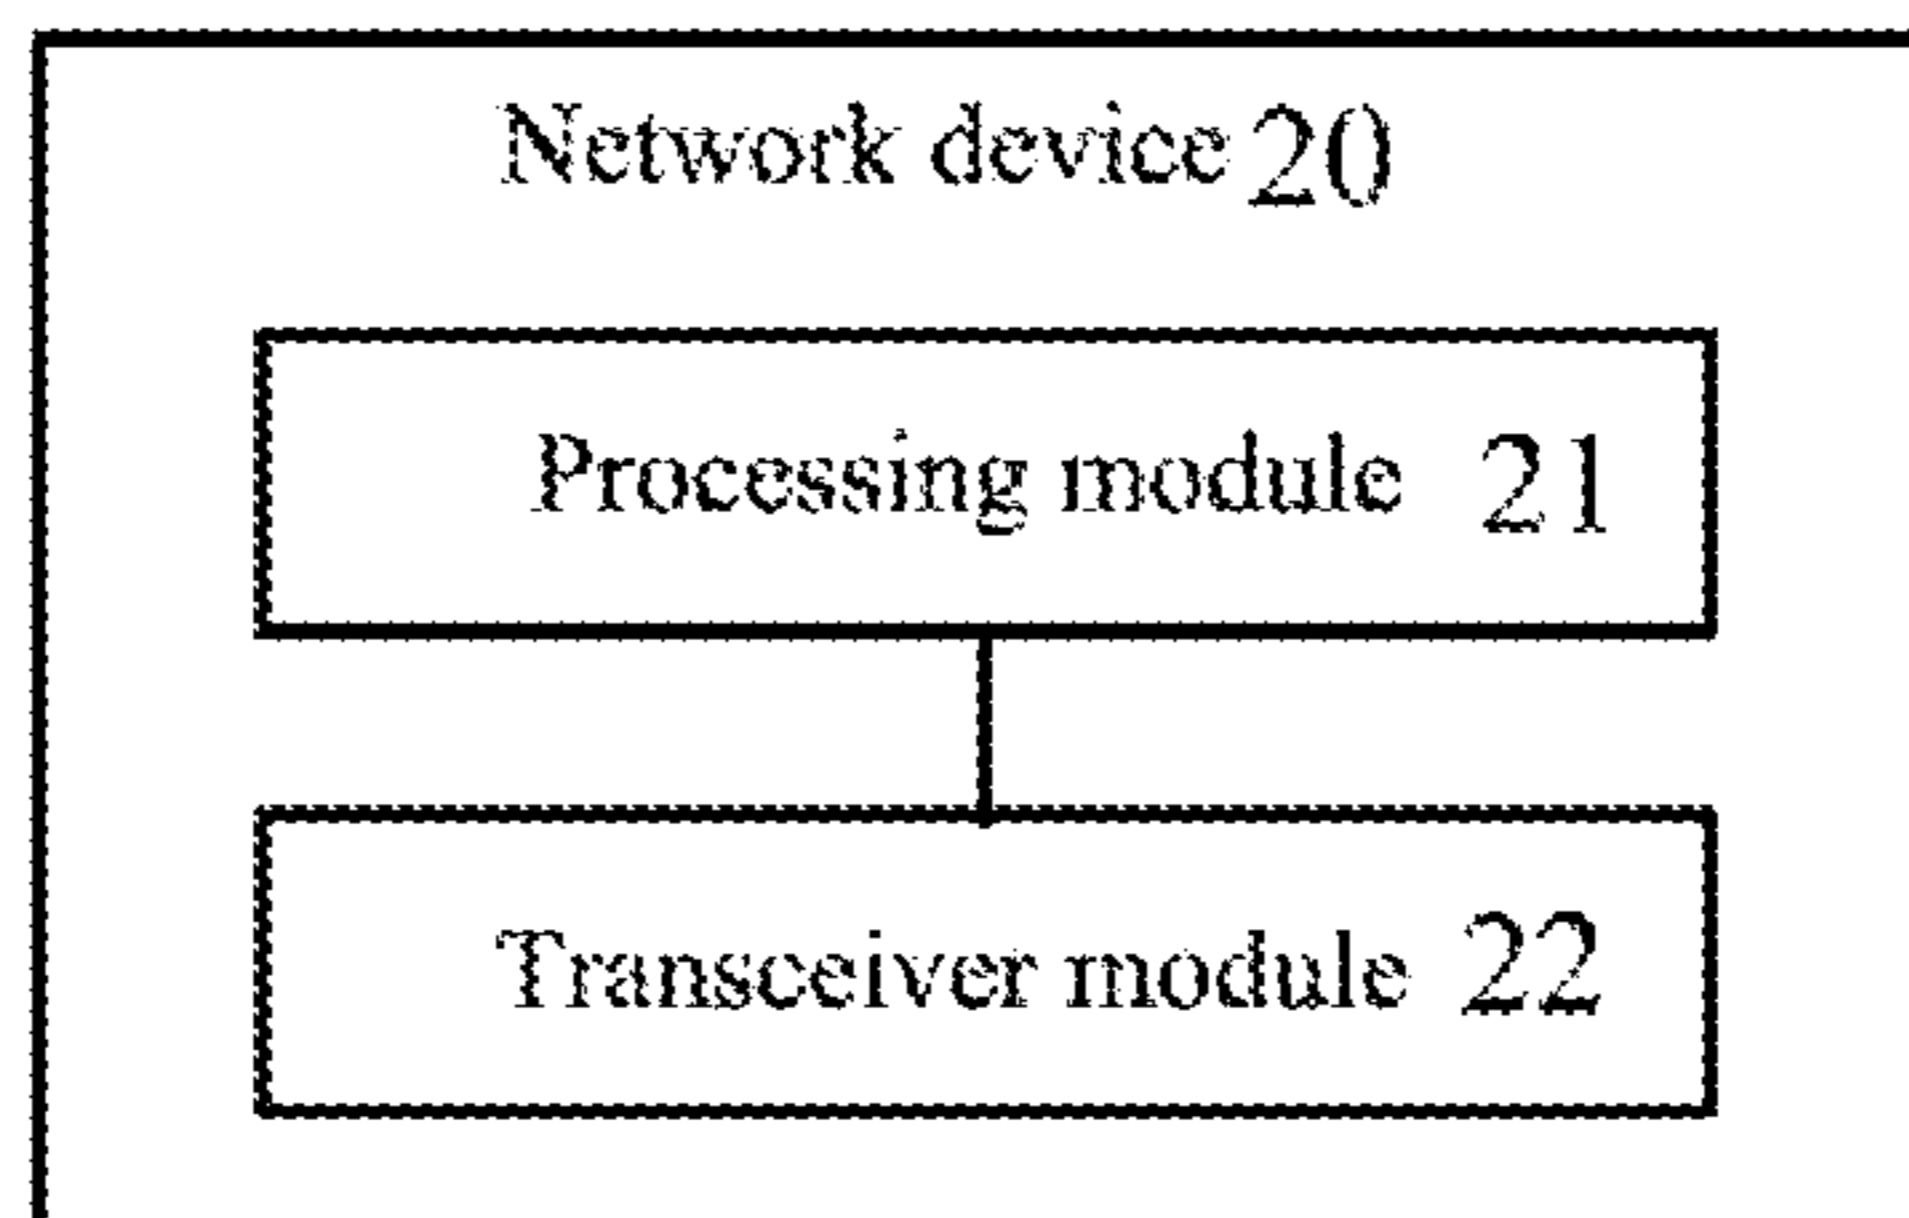 Network device 20
Processing module 21
Transceiver module 22